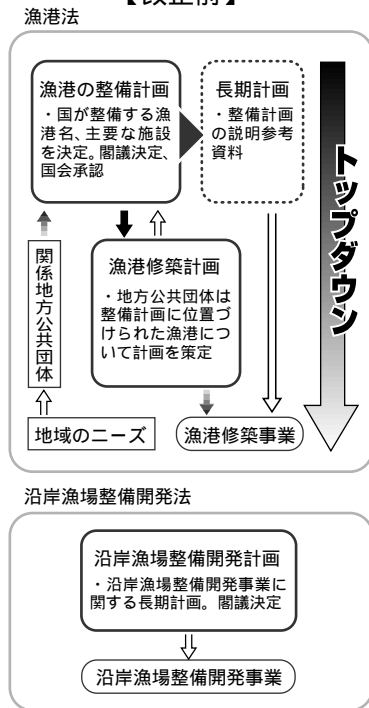 【改正前】
漁港法
漁港の整備計画
・国が整備する漁
港名、主要な施設
を決定。閣議決定、
国会承認
長期計画
・整備計画
の説明参考
資料
トップダウン
関係地方公共団体
漁港修築計画
・地方公共団体は
整備計画に位置づ
けられた漁港につ
いて計画を策定
地域のニーズ
漁港修築事業
沿岸漁場整備開発法
沿岸漁場整備開発計画
・沿岸漁場整備開発事業に
関する長期計画。閣議決定
沿岸漁場整備開発事業